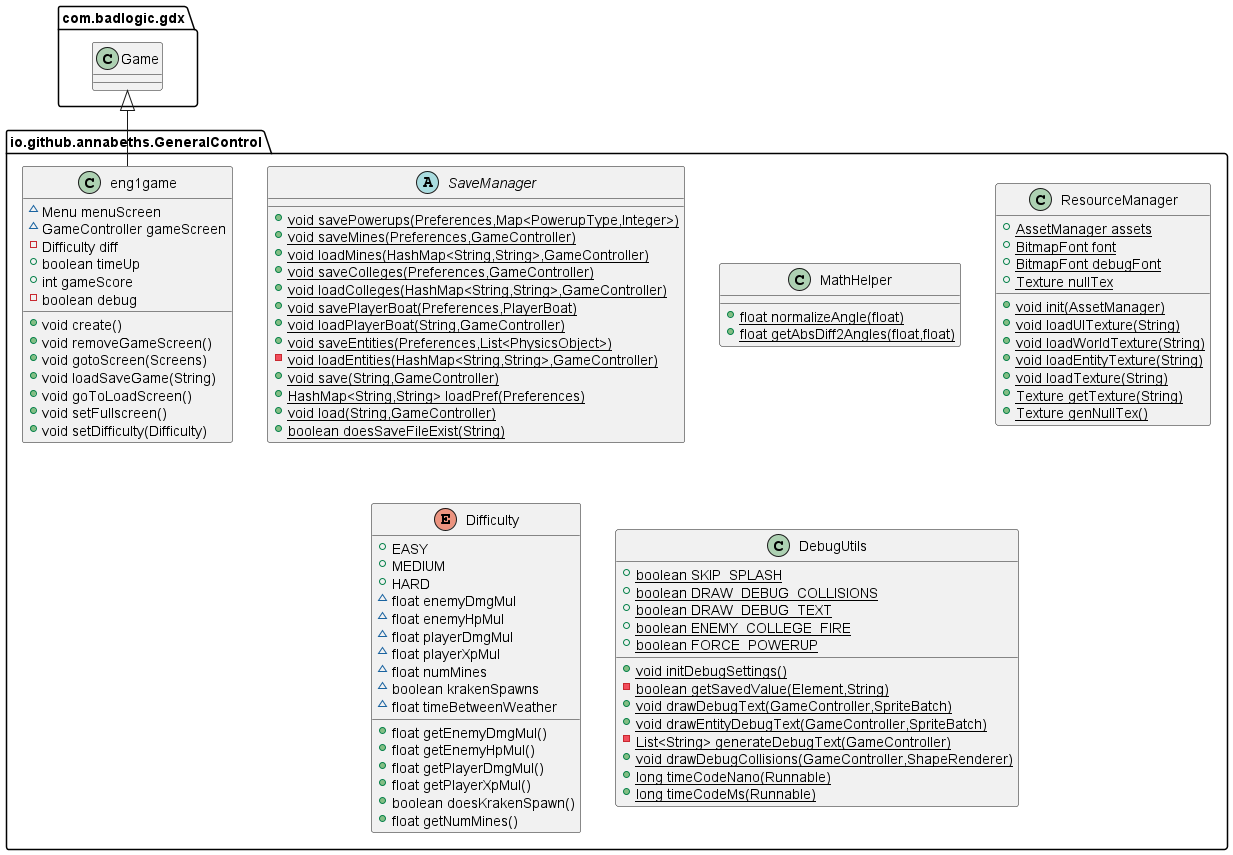 com.badlogic.gdx
C Game
io.github.annabeths.GeneralControl
C eng1game
Menu menuScreen
GameController gameScreen
Difficulty diff
boolean timeUp
int gameScore
boolean debug
void create()
void removeGameScreen()
void gotoScreen(Screens)
void loadSaveGame(String)
void goToLoadScreen()
void setFullscreen()
void setDifficulty(Difficulty)
A SaveManager
void savePowerups(Preferences,Map<PowerupType,Integer>)
void saveMines(Preferences,GameController)
void loadMines(HashMap<String,String>,GameController)
void saveColleges(Preferences,GameController)
void loadColleges(HashMap<String,String>,GameController)
void savePlayerBoat(Preferences,PlayerBoat)
void loadPlayerBoat(String,GameController)
void saveEntities(Preferences,List<PhysicsObject>)
void loadEntities(HashMap<String,String>,GameController)
void save(String,GameController)
HashMap<String,String> loadPref(Preferences)
void load(String,GameController)
boolean doesSaveFileExist(String)
C MathHelper
float normalizeAngle(float)
float getAbsDiff2Angles(float,float)
C ResourceManager
AssetManager assets
BitmapFont font
BitmapFont debugFont
Texture nullTex
void init(AssetManager)
void loadUITexture(String)
void loadWorldTexture(String)
void loadEntityTexture(String)
void loadTexture(String)
Texture getTexture(String)
Texture genNullTex()
E Difficulty
EASY
MEDIUM
HARD
float enemyDmgMul
float enemyHpMul
float playerDmgMul
float playerXpMul
float numMines
boolean krakenSpawns
float timeBetweenWeather
float getEnemyDmgMul()
float getEnemyHpMul()
float getPlayerDmgMul()
float getPlayerXpMul()
boolean doesKrakenSpawn()
float getNumMines()
C DebugUtils
boolean SKIP_SPLASH
boolean DRAW_DEBUG_COLLISIONS
boolean DRAW_DEBUG_TEXT
boolean ENEMY_COLLEGE_FIRE
boolean FORCE_POWERUP
void initDebugSettings()
boolean getSavedValue(Element,String)
void drawDebugText(GameController,SpriteBatch)
void drawEntityDebugText(GameController,SpriteBatch)
List<String> generateDebugText(GameController)
void drawDebugCollisions(GameController,ShapeRenderer)
long timeCodeNano(Runnable)
long timeCodeMs(Runnable)